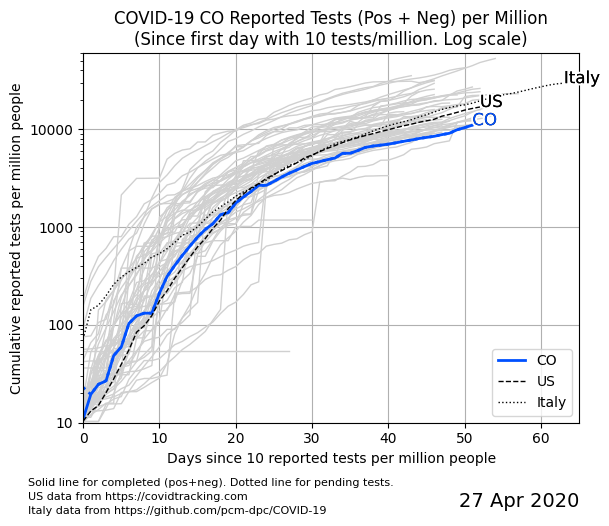 COVID-19 CO Reported Tests (Pos + Neg) per Million
(Since first day with 10 tests/million. Log scale)
Cumulative reported tests per million people
10000
1000
100
10
Italy
US
CO
CO
US
Italy
0 10 20 30 40 50 60
Days since 10 reported tests per million people
Solid line for completed (pos+neg). Dotted line for pending tests.
US data from https://covidtracking.com
Italy data from https://github.com/pcm-dpc/COVID-19
27 Apr 2020